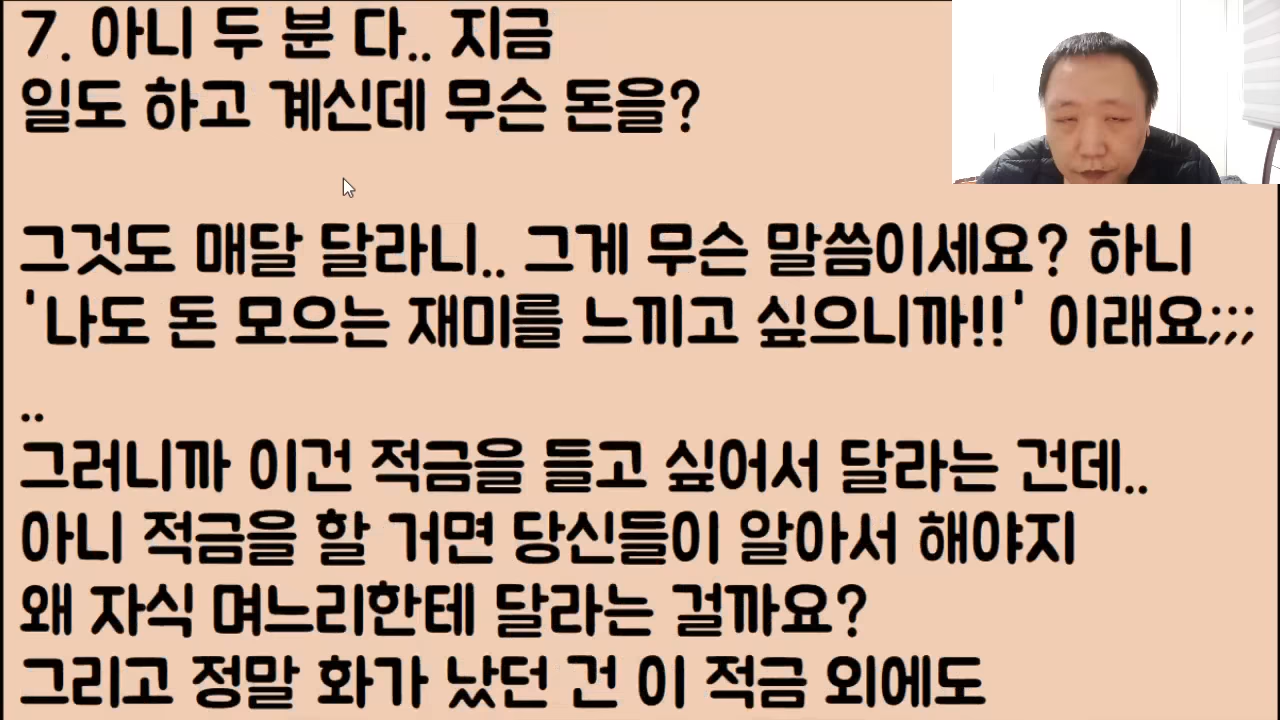 7. 아니 두 분 다.. 지금
일도 하고 계신데 무슨 돈을?
그것도 매달 달라니.. 그게 무슨 말씀이세요? 하니
'나도 돈 모으는 재미를 느끼고 싶으니까!!' 이래요;;;
..
그러니까 이건 적금을 들고 싶어서 달라는 건데..
아니 적금을 할 거면 당신들이 알아서 해야지
왜 자식 며느리한테 달라는 걸까요?
그리고 정말 화가 났던 건 이 적금 외에도